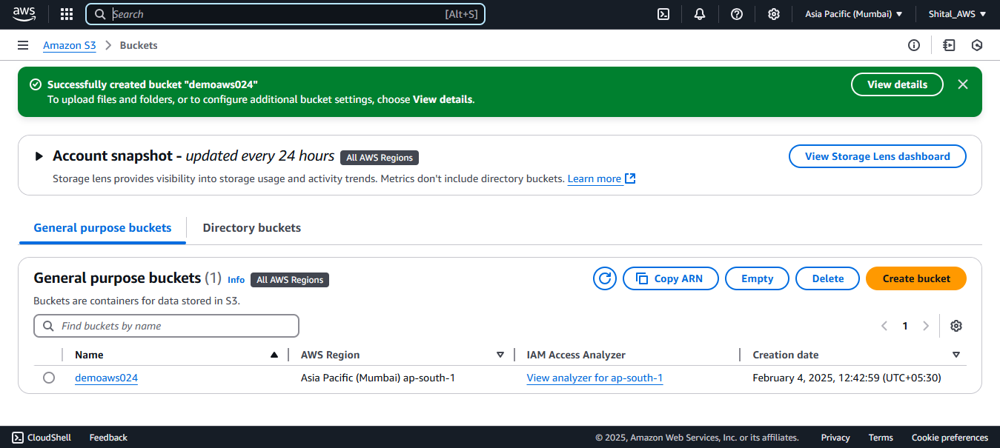 aws
Search [Alt+S] Asia Pacific (Mumbai) Shital_AWS
Amazon S3 Buckets
Successfully created bucket "demoaws024"
To upload files and folders, or to configure additional bucket settings, choose View details.
View details
Account snapshot - updated every 24 hours All AWS Regions
View Storage Lens dashboard
Storage lens provides visibility into storage usage and activity trends. Metrics don't include directory buckets. Learn more
General purpose buckets Directory buckets
General purpose buckets (1) Info All AWS Regions
Copy ARN Empty Delete Create bucket
Buckets are containers for data stored in S3.
Find buckets by name
1
Name AWS Region IAM Access Analyzer Creation date
demoaws024 Asia Pacific (Mumbai) ap-south-1 View analyzer for ap-south-1 February 4, 2025, 12:42:59 (UTC+05:30)
CloudShell Feedback © 2025, Amazon Web Services, Inc. or its affiliates. Privacy Terms Cookie preferences